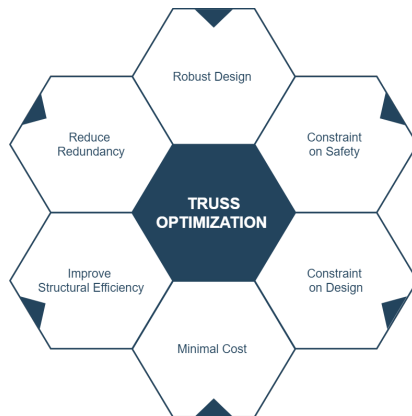 Robust Design
Reduce
Redundancy
Constraint
on Safety
TRUSS
OPTIMIZATION
Improve
Structural Efficiency
Constraint
on Design
Minimal Cost